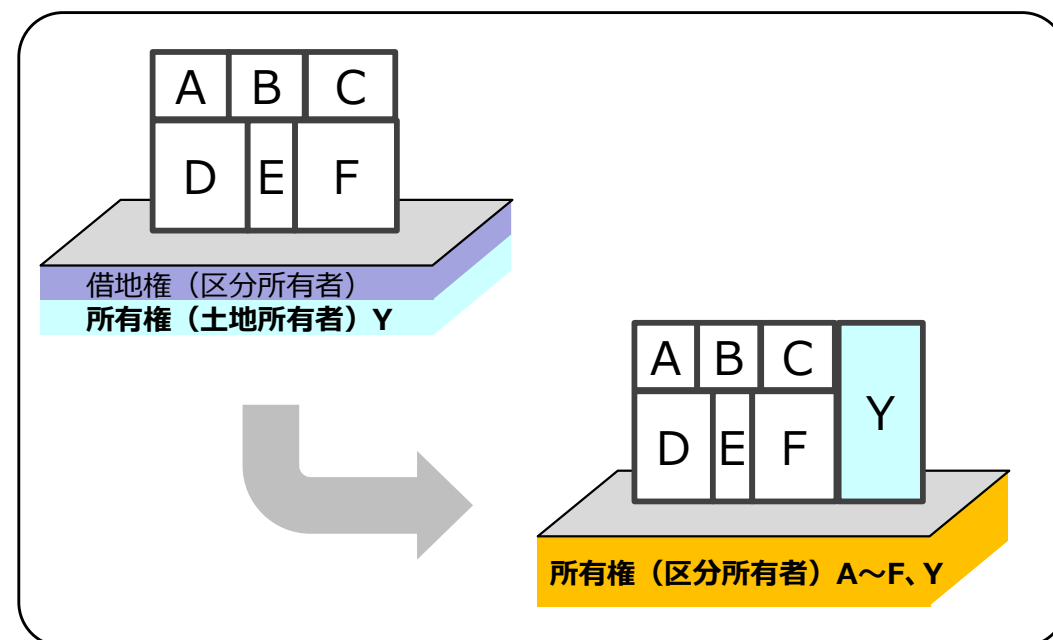 A B C
D E F
借地権（区分所有者）
所有権（土地所有者）Y
A B C
Y
D E F
所有権（区分所有者）A～F、Y